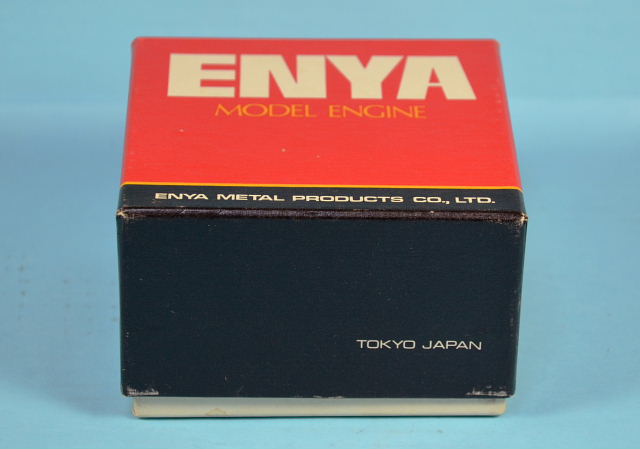 ENYA
MODEL ENGINE
ENYA METAL PRODUCTS CO., LTD.
TOKYO JAPAN